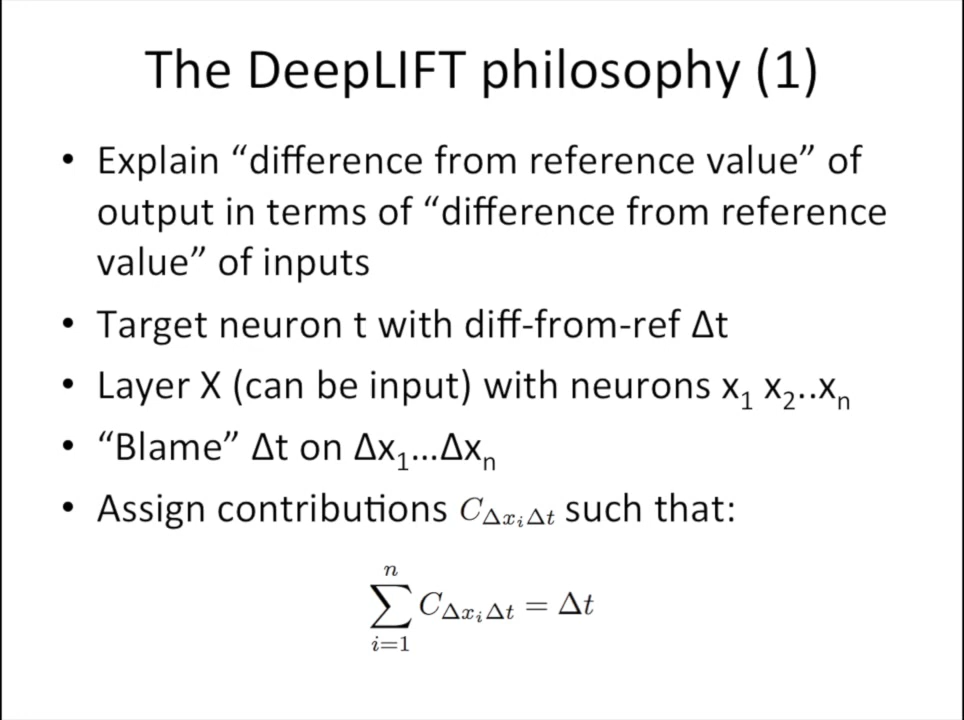 The DeepLIFT philosophy (1)
• Explain “difference from reference value” of
output in terms of “difference from reference
value” of inputs
• Target neuron t with diff-from-ref Δt
• Layer X (can be input) with neurons x₁ x₂..xₙ
• “Blame” Δt on Δx₁...Δxₙ
• Assign contributions C_{Δx_iΔt} such that:
\sum_{i=1}^{n} C_{Δx_iΔt} = Δt